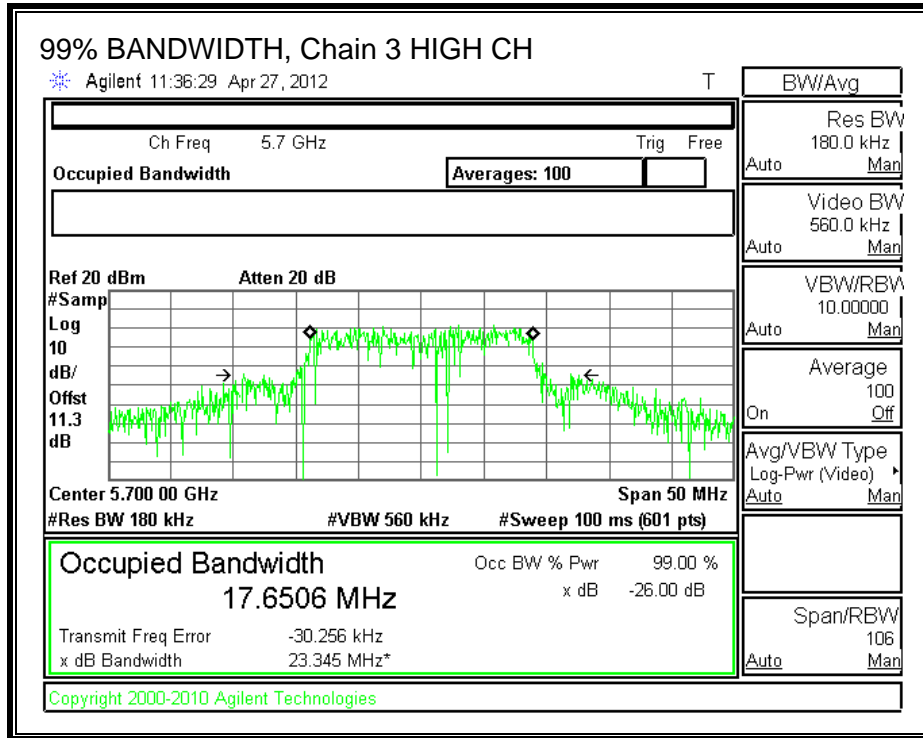 99% BANDWIDTH, Chain 3 HIGH CH
Agilent 11:36:29 Apr 27, 2012 T
Ch Freq 5.7 GHz Trig Free
Occupied Bandwidth Averages: 100
Ref 20 dBm Atten 20 dB
#Samp
Log
10
dB/
Offst
11.3
dB
Center 5.700 00 GHz Span 50 MHz
#Res BW 180 kHz #VBW 560 kHz #Sweep 100 ms (601 pts)
Occupied Bandwidth Occ BW % Pwr 99.00 %
17.6506 MHz x dB -26.00 dB
Transmit Freq Error -30.256 kHz
x dB Bandwidth 23.345 MHz*
Copyright 2000-2010 Agilent Technologies
BW/Avg
Res BW
180.0 kHz
Auto Man
Video BW
560.0 kHz
Auto Man
VBW/RBW
10.00000
Auto Man
Average
100
On Off
Avg/VBW Type
Log-Pwr (Video)
Auto Man
Span/RBW
106
Auto Man